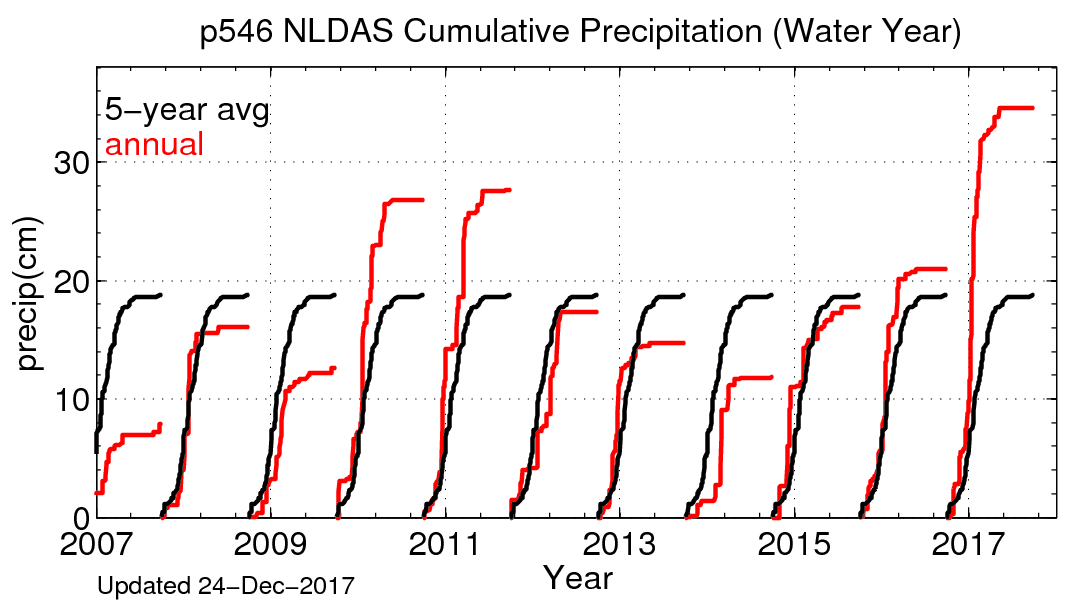 p546 NLDAS Cumulative Precipitation (Water Year)
5−year avg
annual
30
20
10
0
precip(cm)
2007 2009 2011 2013 2015 2017
Year
Updated 24−Dec−2017